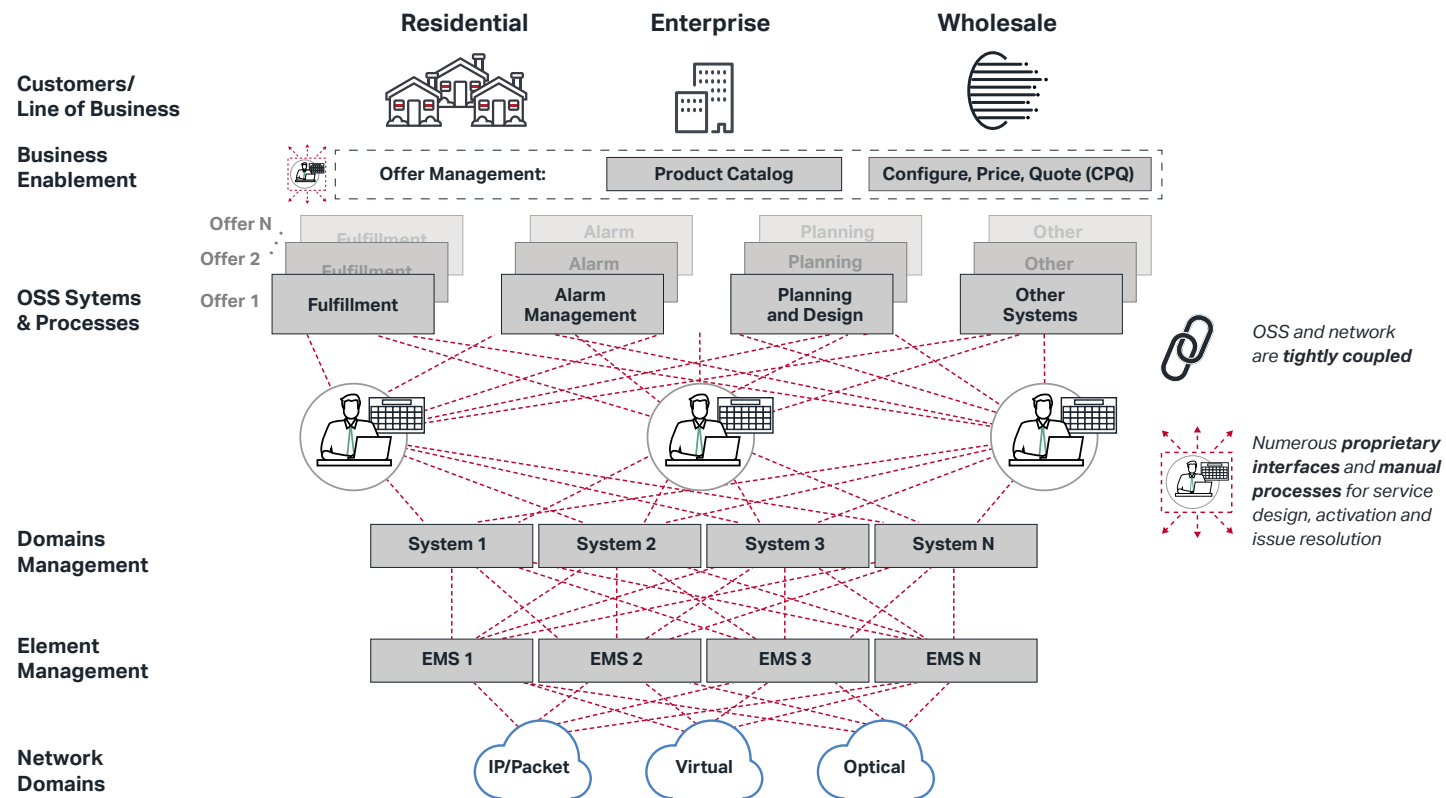 Residential
Enterprise
Wholesale
Customers/
Line of Business
Business
Enablement
Offer Management:
Product Catalog
Configure, Price, Quote (CPQ)
Offer N
Fulfillment
Alarm
Planning
Other
Offer 2
Fulfillment
Alarm
Planning
Other
OSS Sytems
& Processes
Offer 1
Fulfillment
Alarm
Management
Planning
and Design
Other
Systems
OSS and network
are tightly coupled
Numerous proprietary
interfaces and manual
processes for service
design, activation and
issue resolution
Domains
Management
System 1
System 2
System 3
System N
Element
Management
EMS 1
EMS 2
EMS 3
EMS N
Network
Domains
IP/Packet
Virtual
Optical